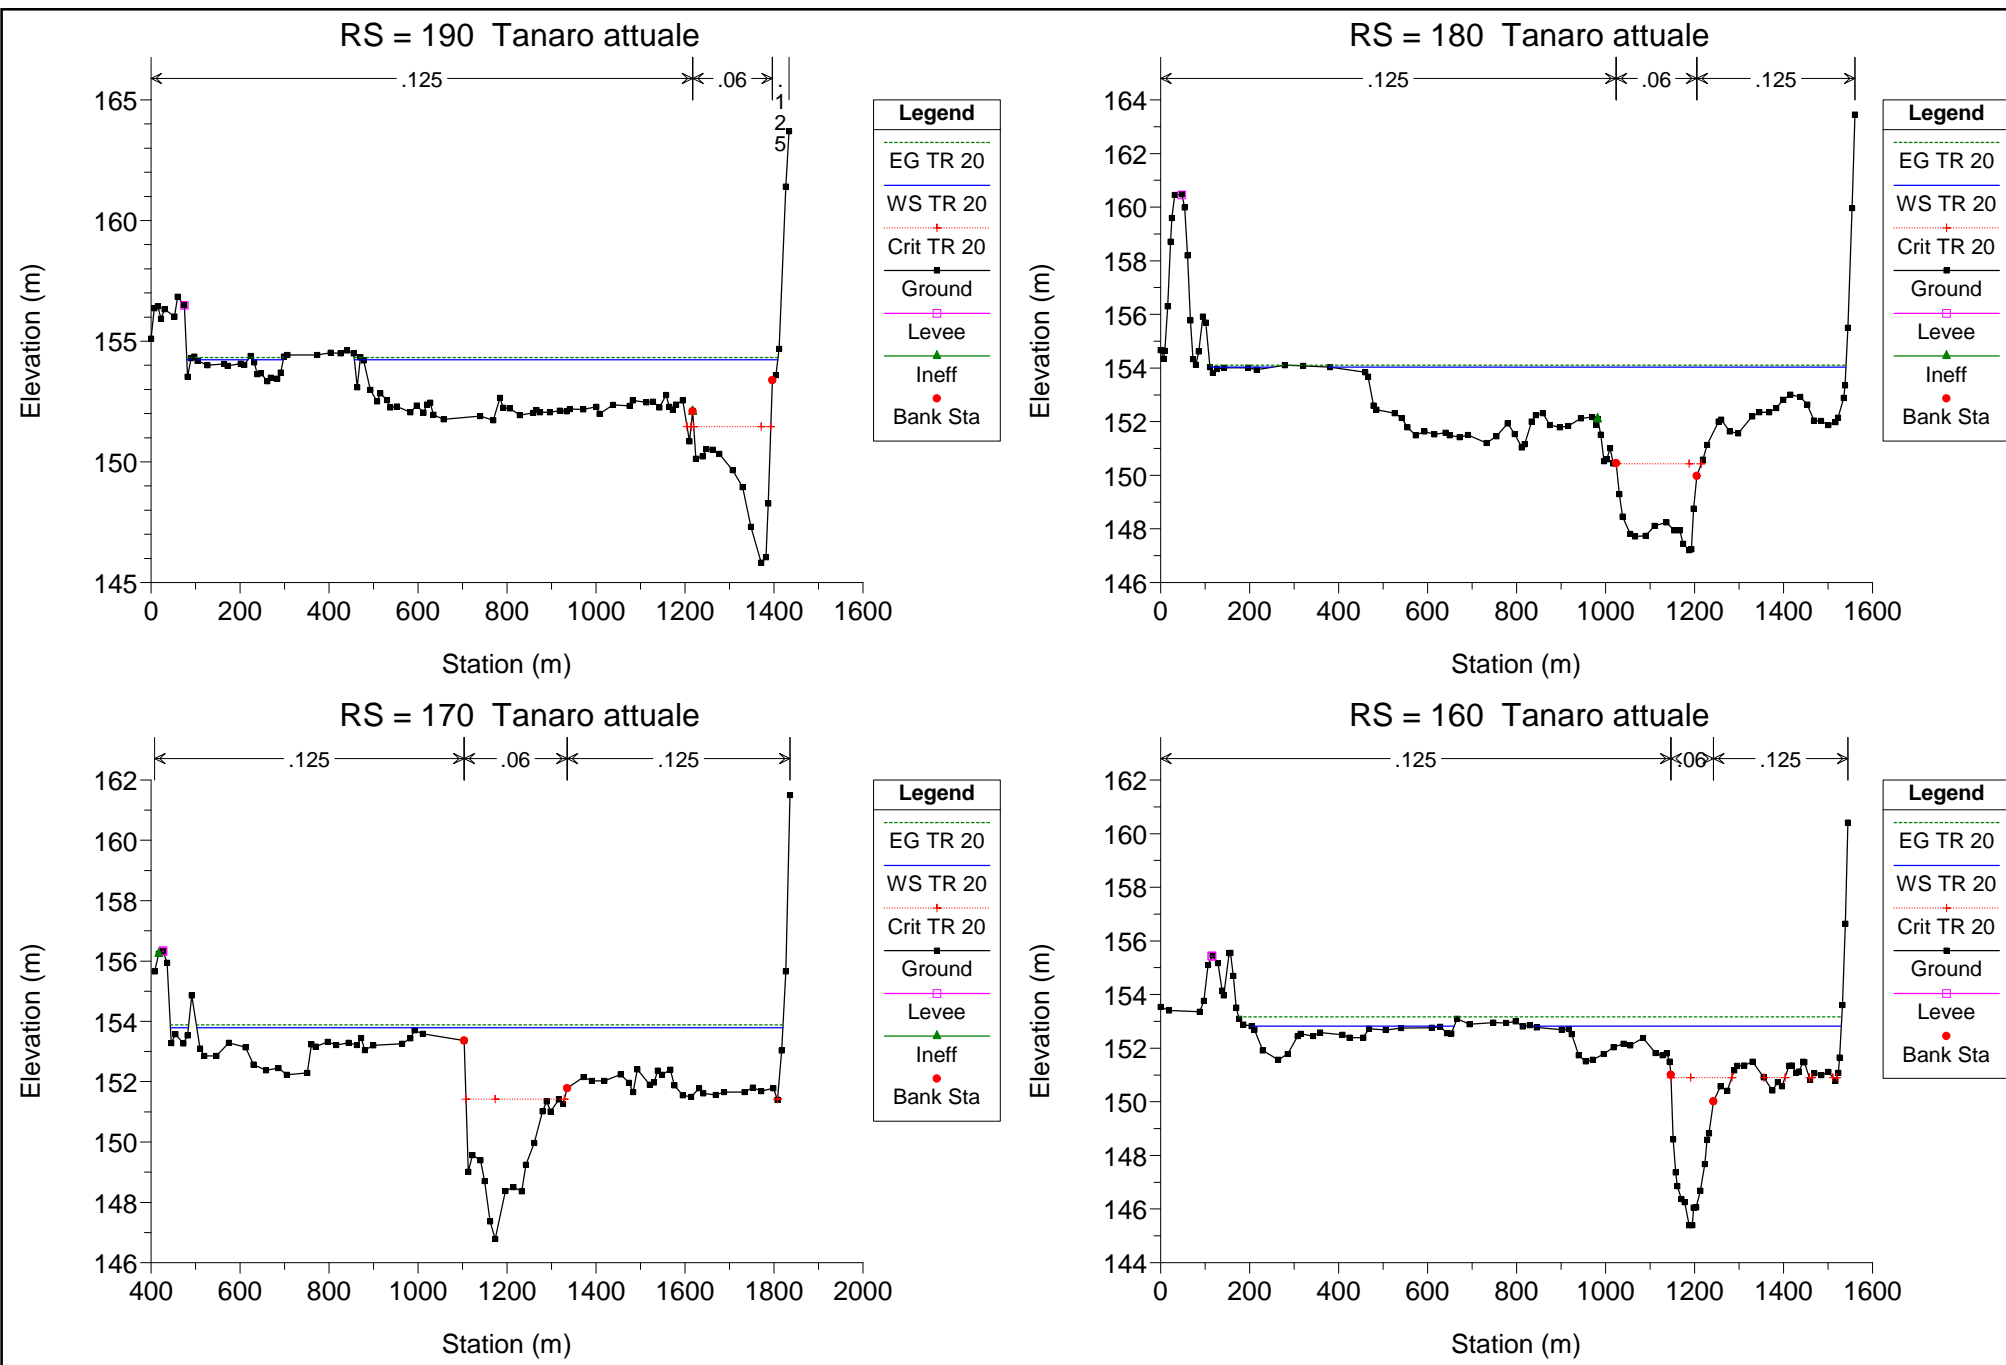 RS = 190 Tanaro attuale
.125
.06
.125
165
160
155
150
145
Elevation (m)
0 200 400 600 800 1000 1200 1400 1600
Station (m)
Legend
EG TR 20
WS TR 20
Crit TR 20
Ground
Levee
Ineff
Bank Sta
RS = 180 Tanaro attuale
.125
.06
.125
164
162
160
158
156
154
152
150
148
146
Elevation (m)
0 200 400 600 800 1000 1200 1400 1600
Station (m)
Legend
EG TR 20
WS TR 20
Crit TR 20
Ground
Levee
Ineff
Bank Sta
RS = 170 Tanaro attuale
.125
.06
.125
162
160
158
156
154
152
150
148
146
Elevation (m)
400 600 800 1000 1200 1400 1600 1800 2000
Station (m)
Legend
EG TR 20
WS TR 20
Crit TR 20
Ground
Levee
Ineff
Bank Sta
RS = 160 Tanaro attuale
.125
.06
.125
162
160
158
156
154
152
150
148
146
144
Elevation (m)
0 200 400 600 800 1000 1200 1400 1600
Station (m)
Legend
EG TR 20
WS TR 20
Crit TR 20
Ground
Levee
Bank Sta